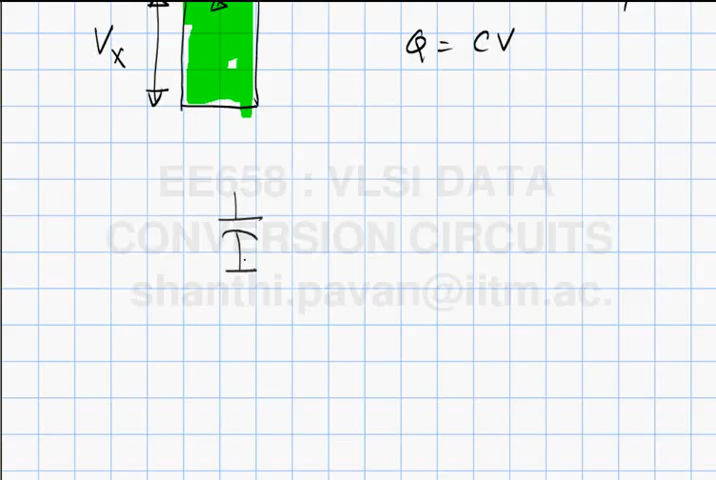 Vx
Q = CV
EE658 : VLSI DATA
CONVERSION CIRCUITS
shanthi.pavan@iitm.ac.